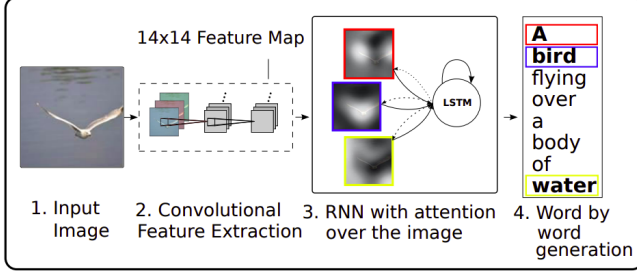 14x14 Feature Map
LSTM
A
bird
flying
over
a
body
of
water
1. Input
Image
2. Convolutional
Feature Extraction
3. RNN with attention
over the image
4. Word by
word
generation